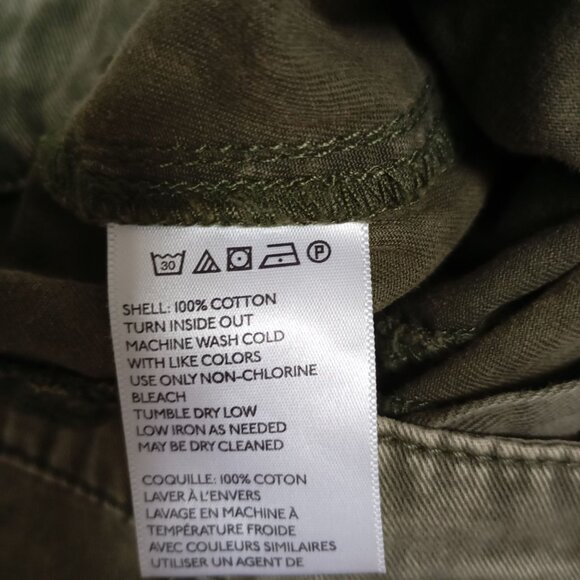 30 P
SHELL: 100% COTTON
TURN INSIDE OUT
MACHINE WASH COLD
WITH LIKE COLORS
USE ONLY NON-CHLORINE
BLEACH
TUMBLE DRY LOW
LOW IRON AS NEEDED
MAY BE DRY CLEANED
COQUILLE: 100% COTON
LAVER À L'ENVERS
LAVAGE EN MACHINE À
TEMPÉRATURE FROIDE
AVEC COULEURS SIMILAIRES
UTILISER UN AGENT DE